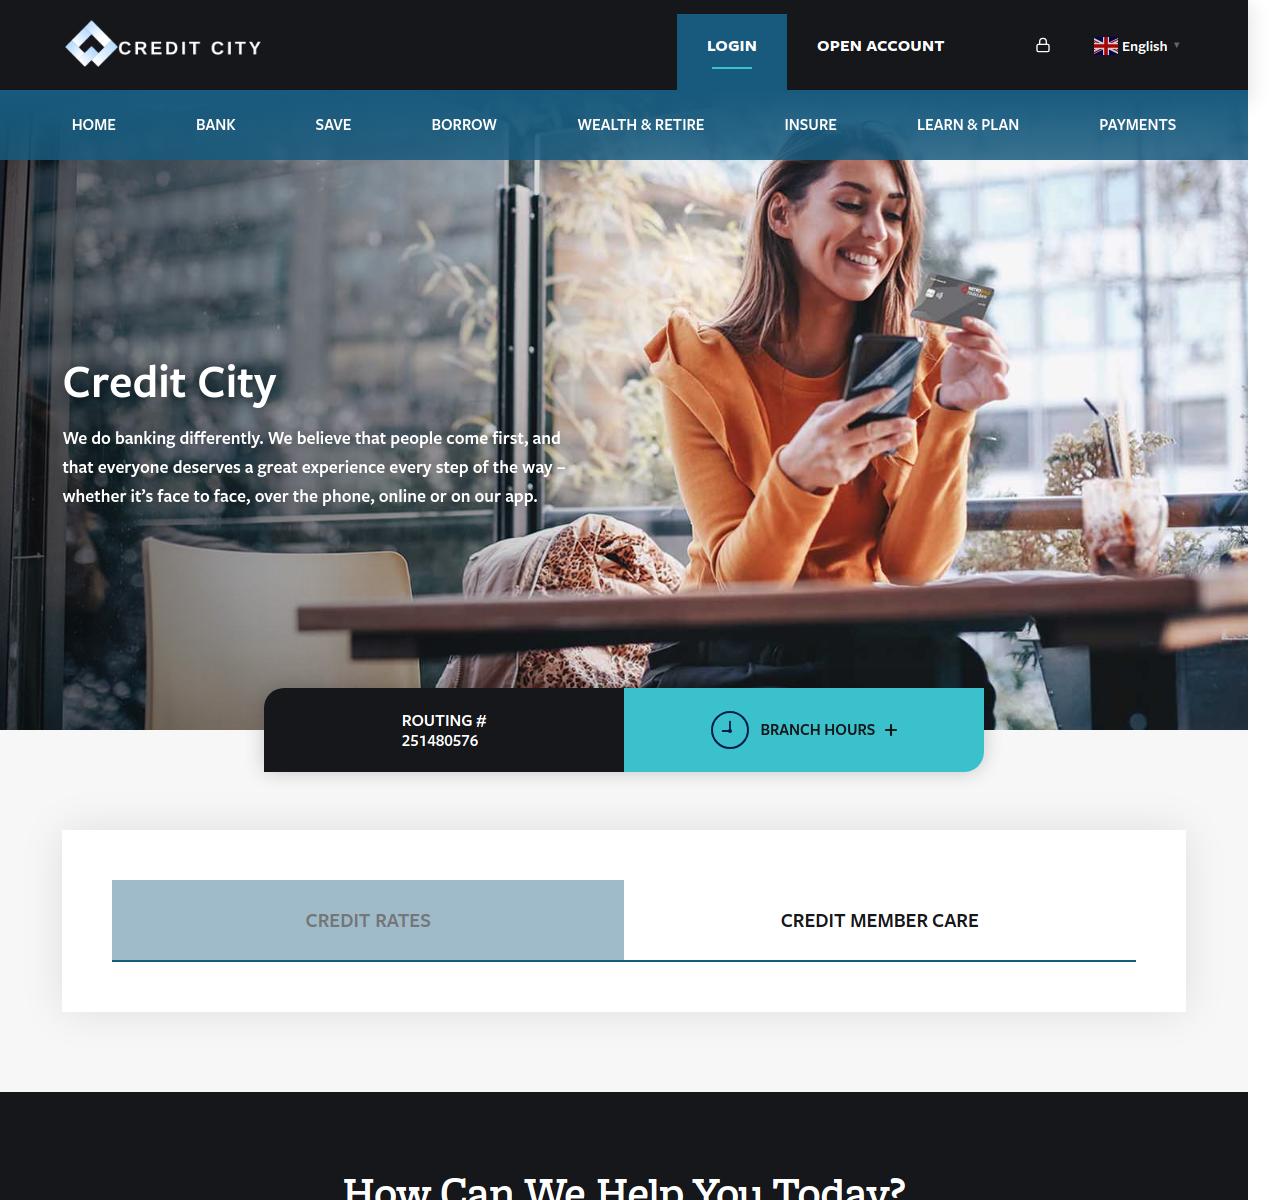 CREDIT CITY
LOGIN
OPEN ACCOUNT
English
HOME
BANK
SAVE
BORROW
WEALTH & RETIRE
INSURE
LEARN & PLAN
PAYMENTS
Credit City
We do banking differently. We believe that people come first, and
that everyone deserves a great experience every step of the way –
whether it’s face to face, over the phone, online or on our app.
ROUTING #
251480576
BRANCH HOURS
CREDIT RATES
CREDIT MEMBER CARE
How Can We Help You Today?